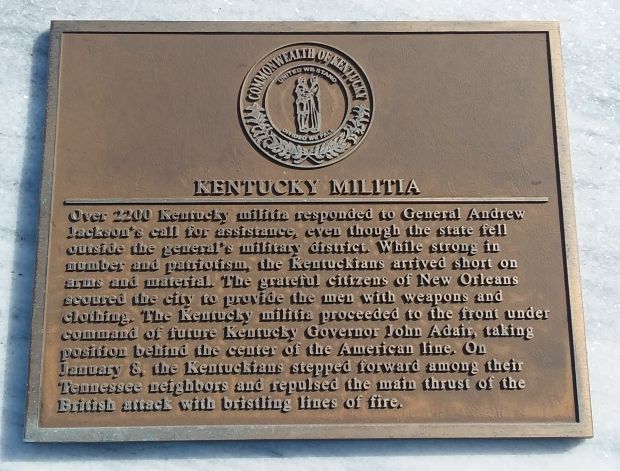 COMMONWEALTH OF KENTUCKY
UNITED WE STAND
DIVIDED WE FALL
KENTUCKY MILITIA
Over 2200 Kentucky militia responded to General Andrew
Jackson's call for assistance, even though the state fell
outside the general's military district. While strong in
number and patriotism, the Kentuckians arrived short on
arms and material. The grateful citizens of New Orleans
scoured the city to provide the men with weapons and
clothing. The Kentucky militia proceeded to the front under
command of future Kentucky Governor John Adair, taking
position behind the center of the American line. On
January 8, the Kentuckians stepped forward among their
Tennessee neighbors and repulsed the main thrust of the
British attack with bristling lines of fire.